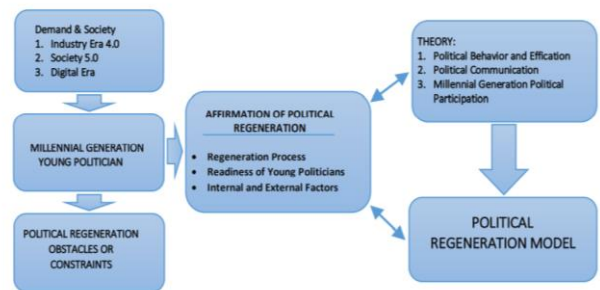 Demand & Society
1. Industry Era 4.0
2. Society 5.0
3. Digital Era
MILLENNIAL GENERATION
YOUNG POLITICIAN
POLITICAL REGENERATION
OBSTACLES OR
CONSTRAINTS
AFFIRMATION OF POLITICAL
REGENERATION
• Regeneration Process
• Readiness of Young Politicians
• Internal and External Factors
THEORY:
1. Political Behavior and Effication
2. Political Communication
3. Millennial Generation Political
Participation
POLITICAL
REGENERATION MODEL